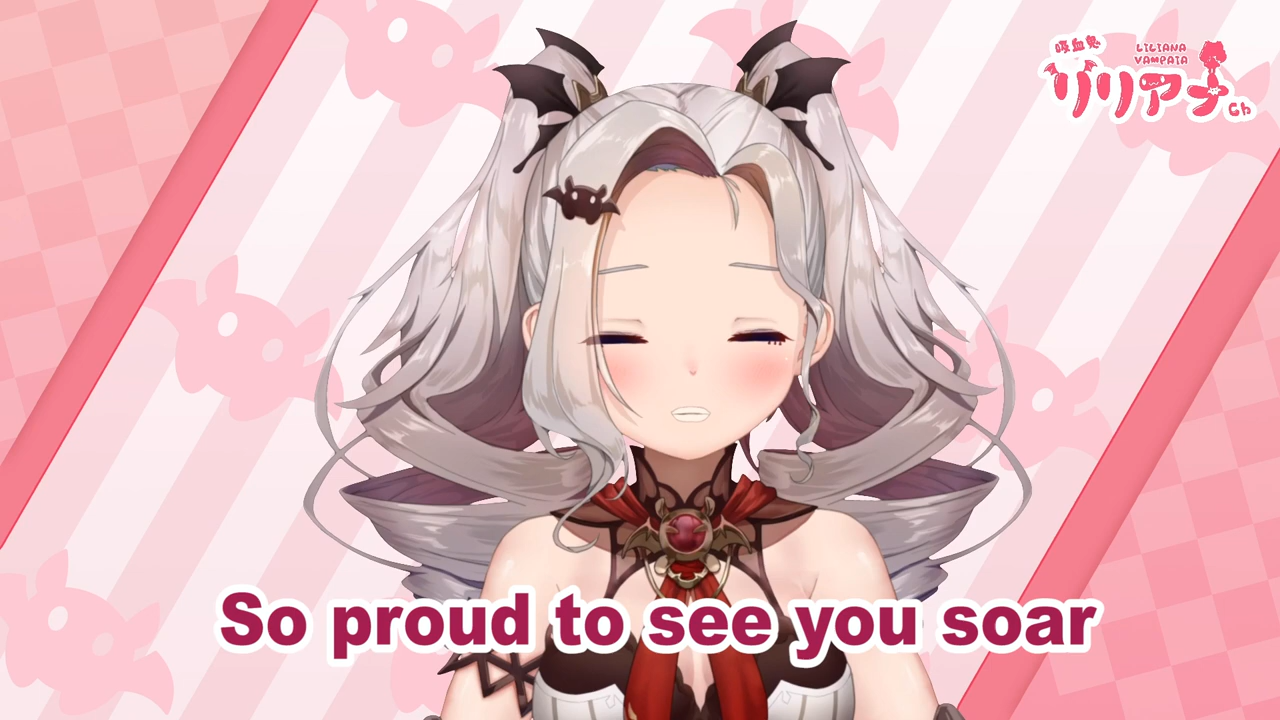 吸血鬼
LILIANA
VAMPAIA
リリアナ
Ch
So proud to see you soar